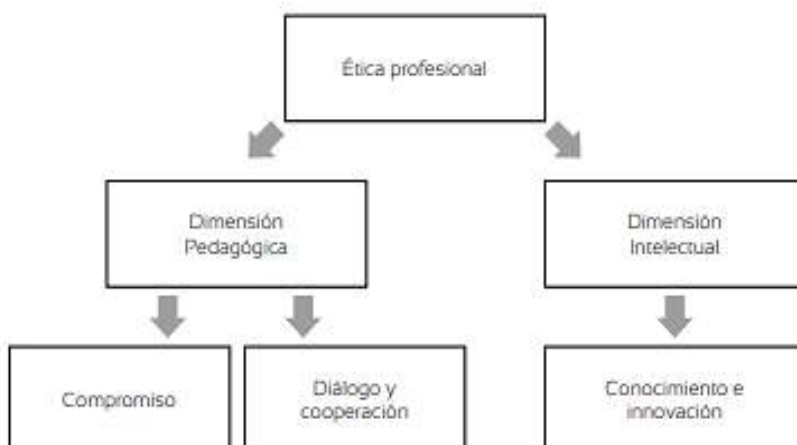 Ética profesional
Dimensión
Pedagógica
Dimensión
Intelectual
Compromiso
Diálogo y
cooperación
Conocimiento e
innovación